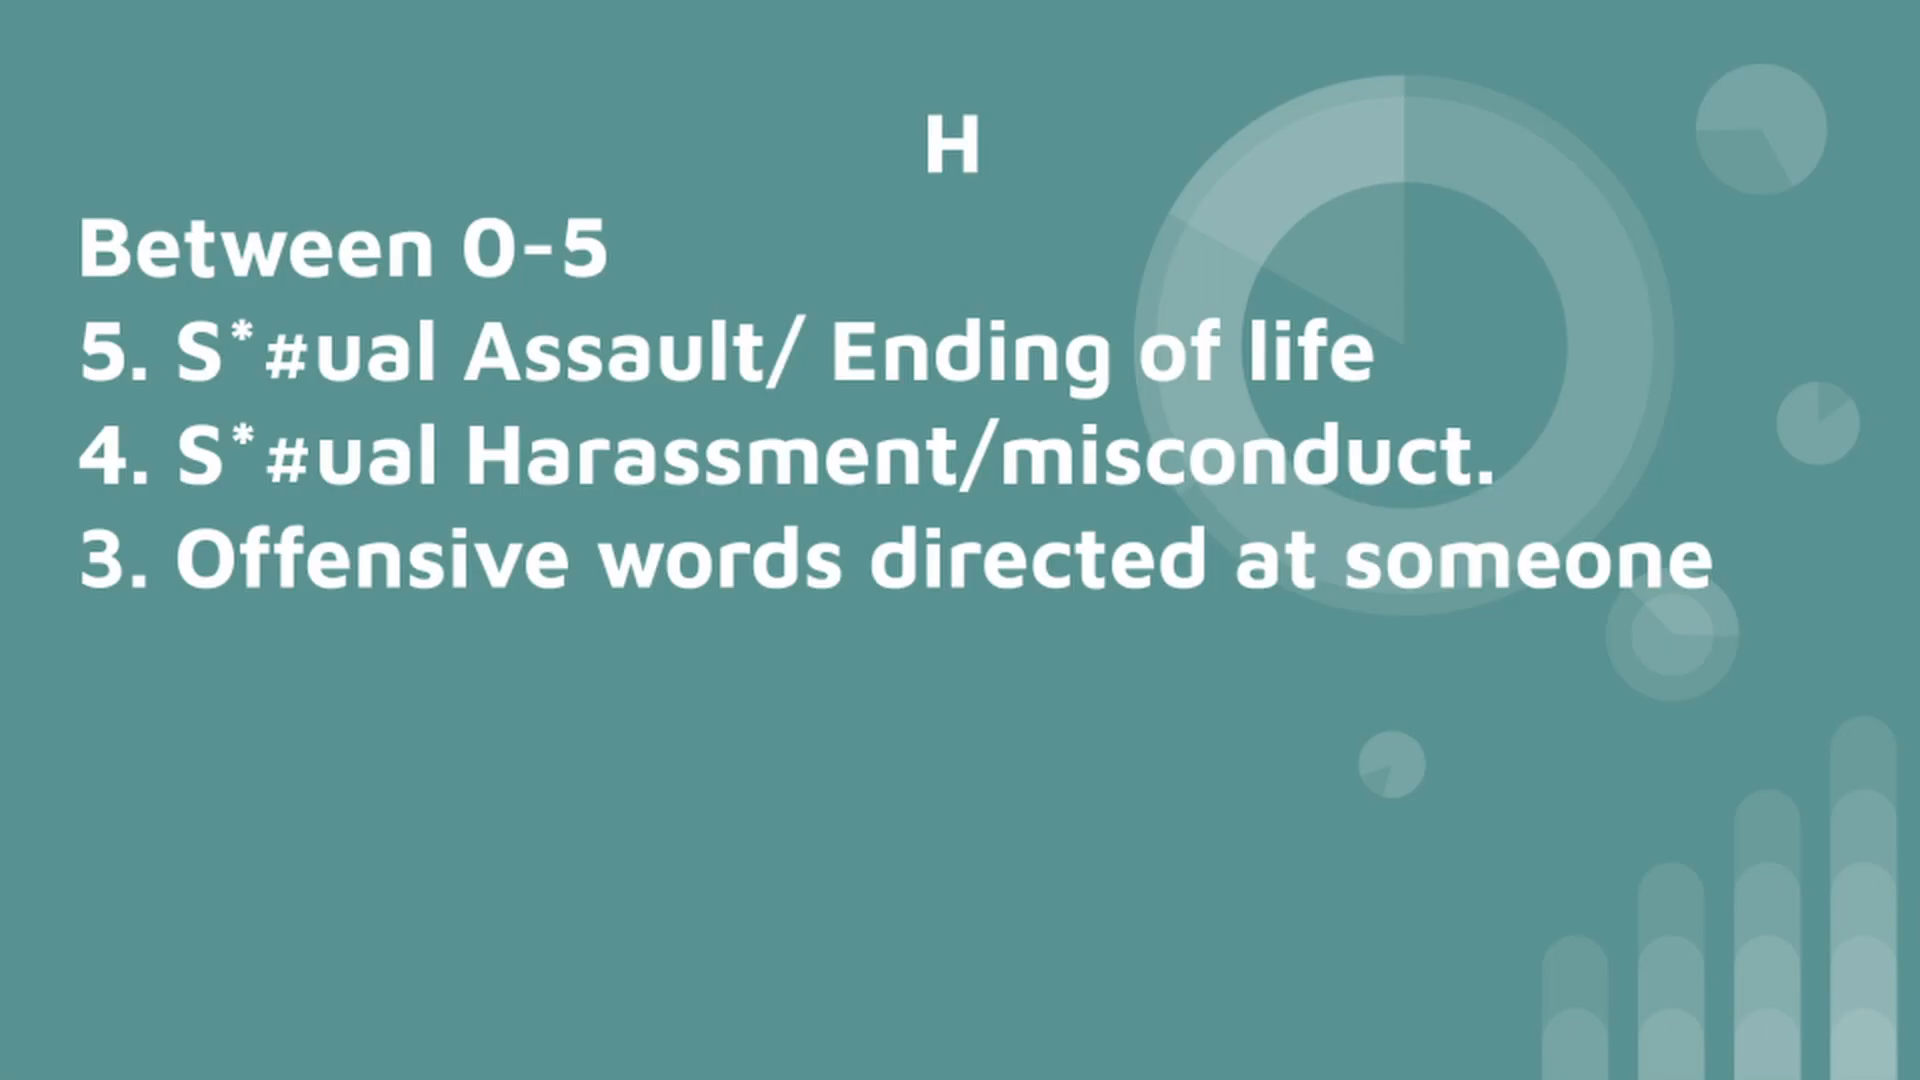 H
Between 0-5
5. S*#ual Assault/ Ending of life
4. S*#ual Harassment/misconduct.
3. Offensive words directed at someone